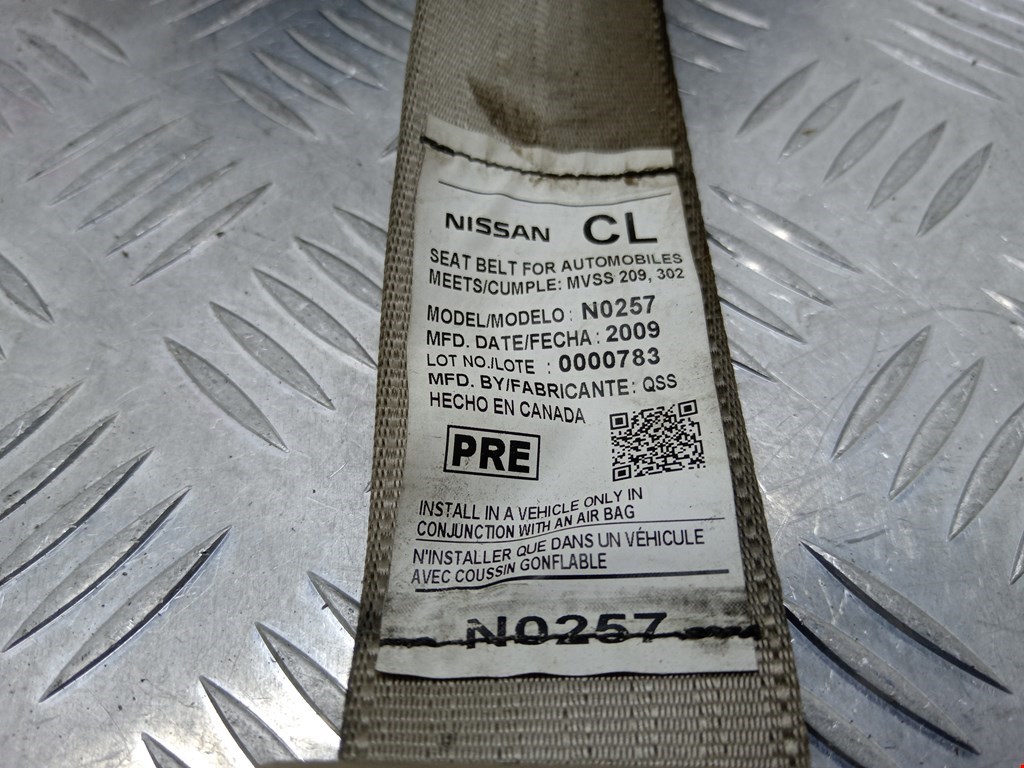 NISSAN CL
SEAT BELT FOR AUTOMOBILES
MEETS/CUMPLE: MVSS 209, 302
MODEL/MODELO : N0257
MFD. DATE/FECHA : 2009
LOT NO./LOTE : 0000783
MFD. BY/FABRICANTE: QSS
HECHO EN CANADA
PRE
INSTALL IN A VEHICLE ONLY IN
CONJUNCTION WITH AN AIR BAG
N'INSTALLER QUE DANS UN VÉHICULE
AVEC COUSSIN GONFLABLE
N0257